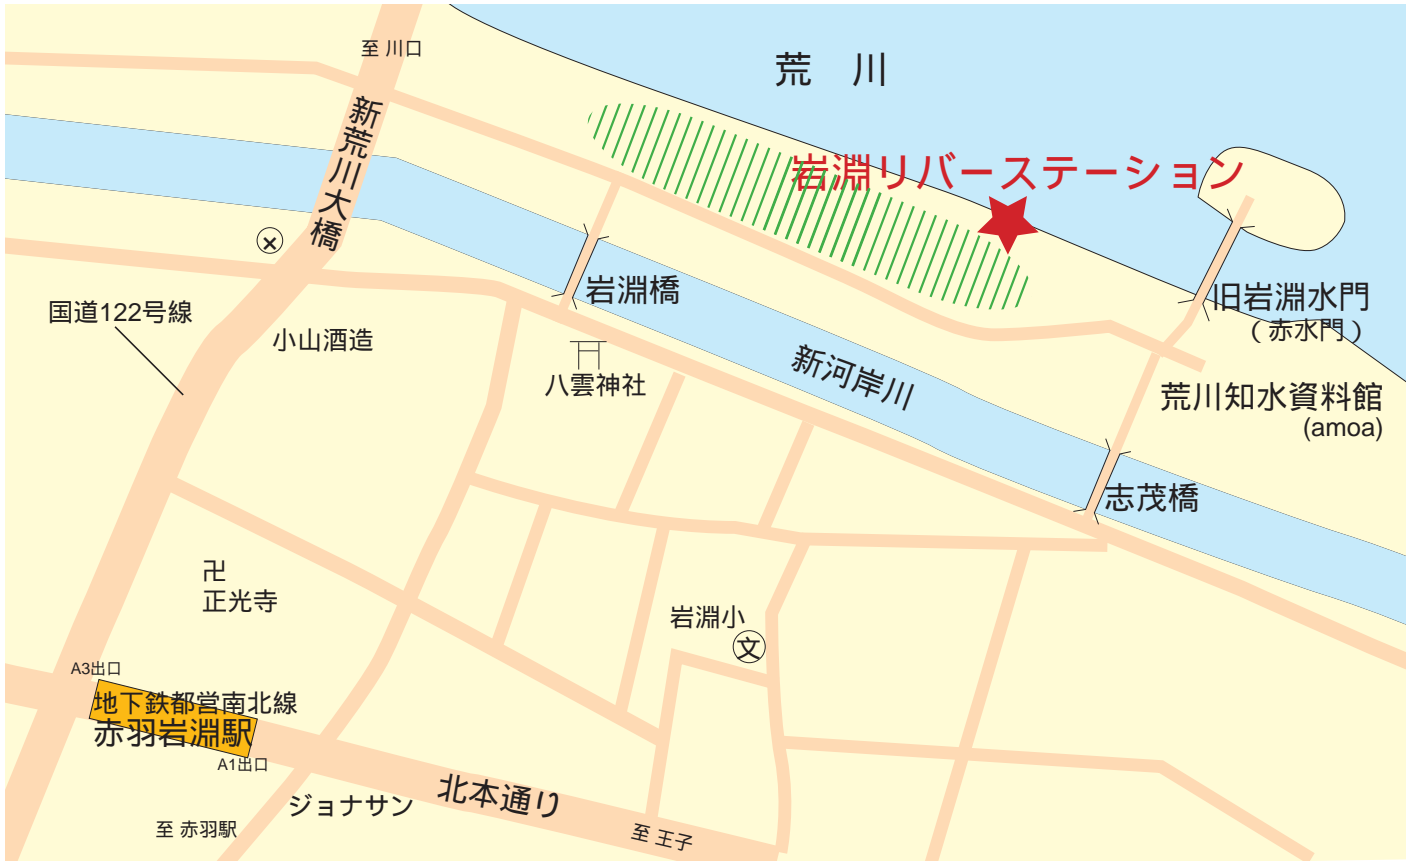 至 川口
荒 川
新荒川大橋
岩淵リバーステーション
岩淵橋
旧岩淵水門
（赤水門）
国道122号線
小山酒造
八雲神社
新河岸川
荒川知水資料館
(amoa)
志茂橋
卍
正光寺
岩淵小
文
A3出口
地下鉄都営南北線
赤羽岩淵駅
A1出口
北本通り
ジョナサン
至 赤羽駅
至 王子